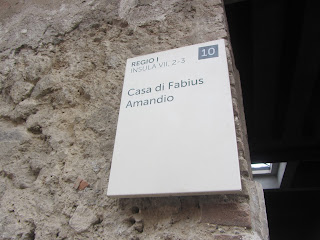 REGIO I
INSULA VII, 2-3
10
Casa di Fabius
Amandio